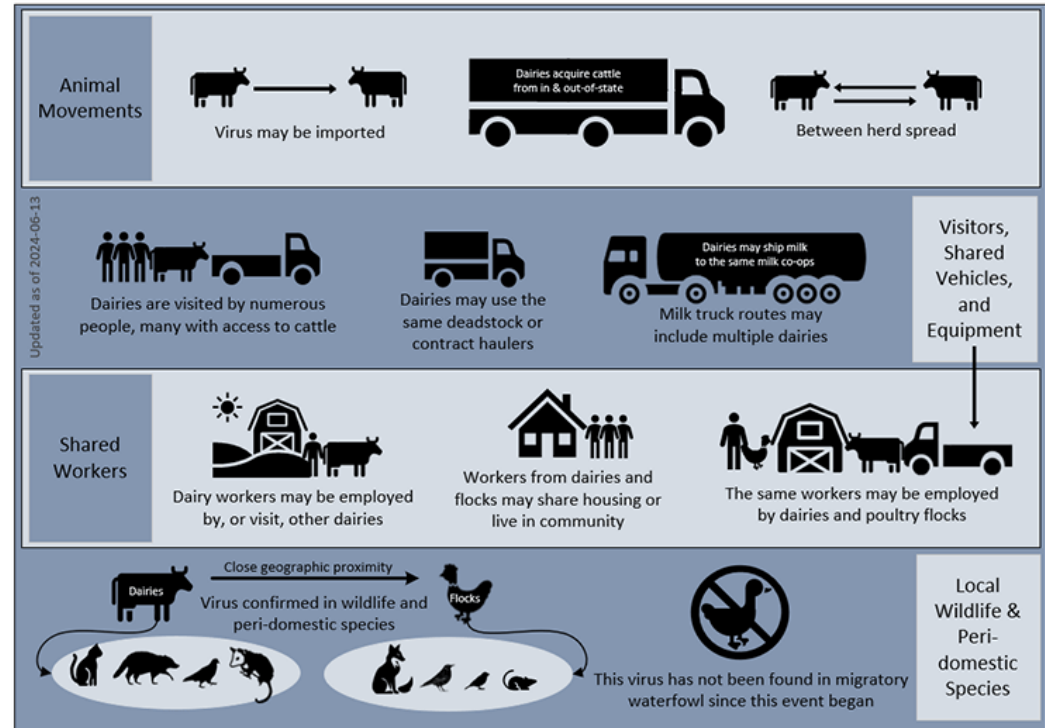 Animal
Movements
Virus may be imported
Dairies acquire cattle
from in & out-of-state
Between herd spread
Updated as of 2024-06-13
Dairies are visited by numerous
people, many with access to cattle
Dairies may use the
same deadstock or
contract haulers
Dairies may ship milk
to the same milk co-ops
Milk truck routes may
include multiple dairies
Visitors,
Shared
Vehicles,
and
Equipment
Shared
Workers
Dairy workers may be employed
by, or visit, other dairies
Workers from dairies and
flocks may share housing or
live in community
The same workers may be employed
by dairies and poultry flocks
Dairies
Close geographic proximity
Flocks
Virus confirmed in wildlife and
peri-domestic species
This virus has not been found in migratory
waterfowl since this event began
Local
Wildlife &
Peri-
domestic
Species